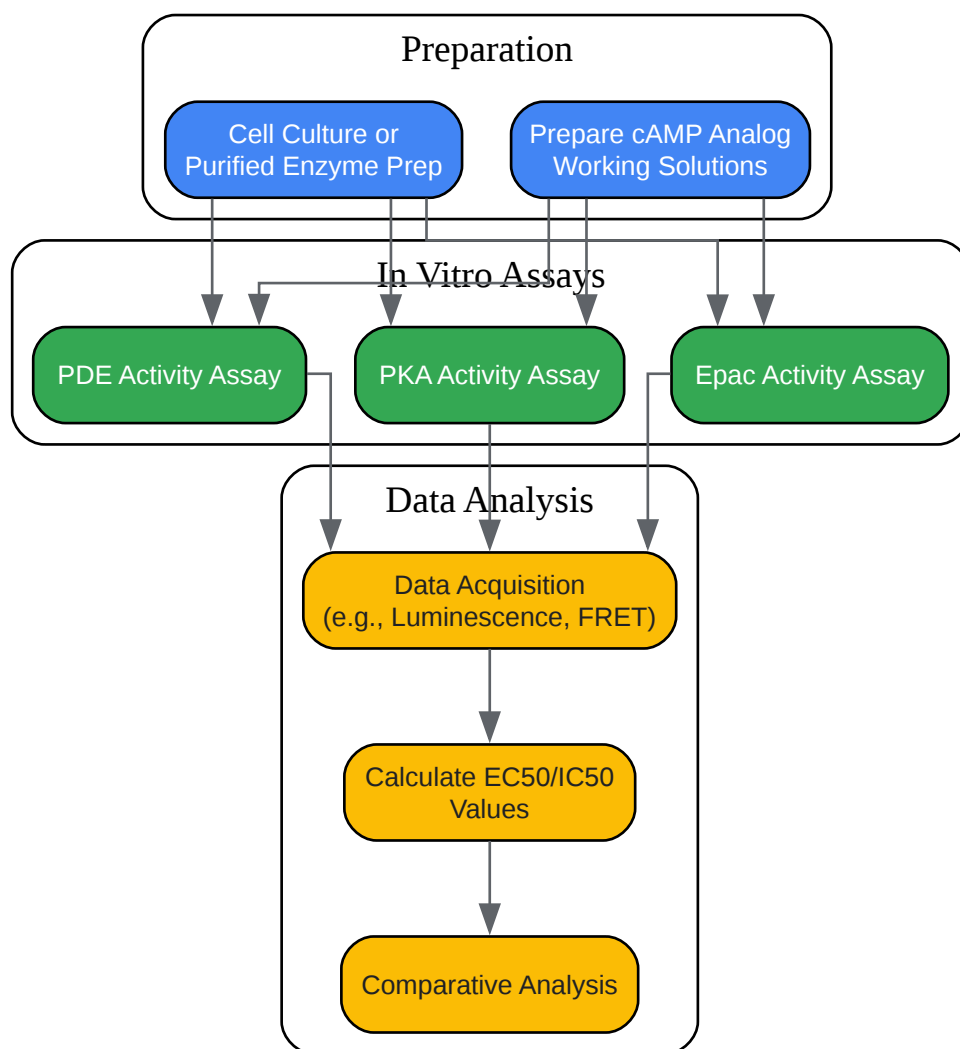 Preparation
Cell Culture or
Purified Enzyme Prep
Prepare cAMP Analog
Working Solutions
In Vitro Assays
PDE Activity Assay
PKA Activity Assay
Epac Activity Assay
Data Analysis
Data Acquisition
(e.g., Luminescence, FRET)
Calculate EC50/IC50
Values
Comparative Analysis